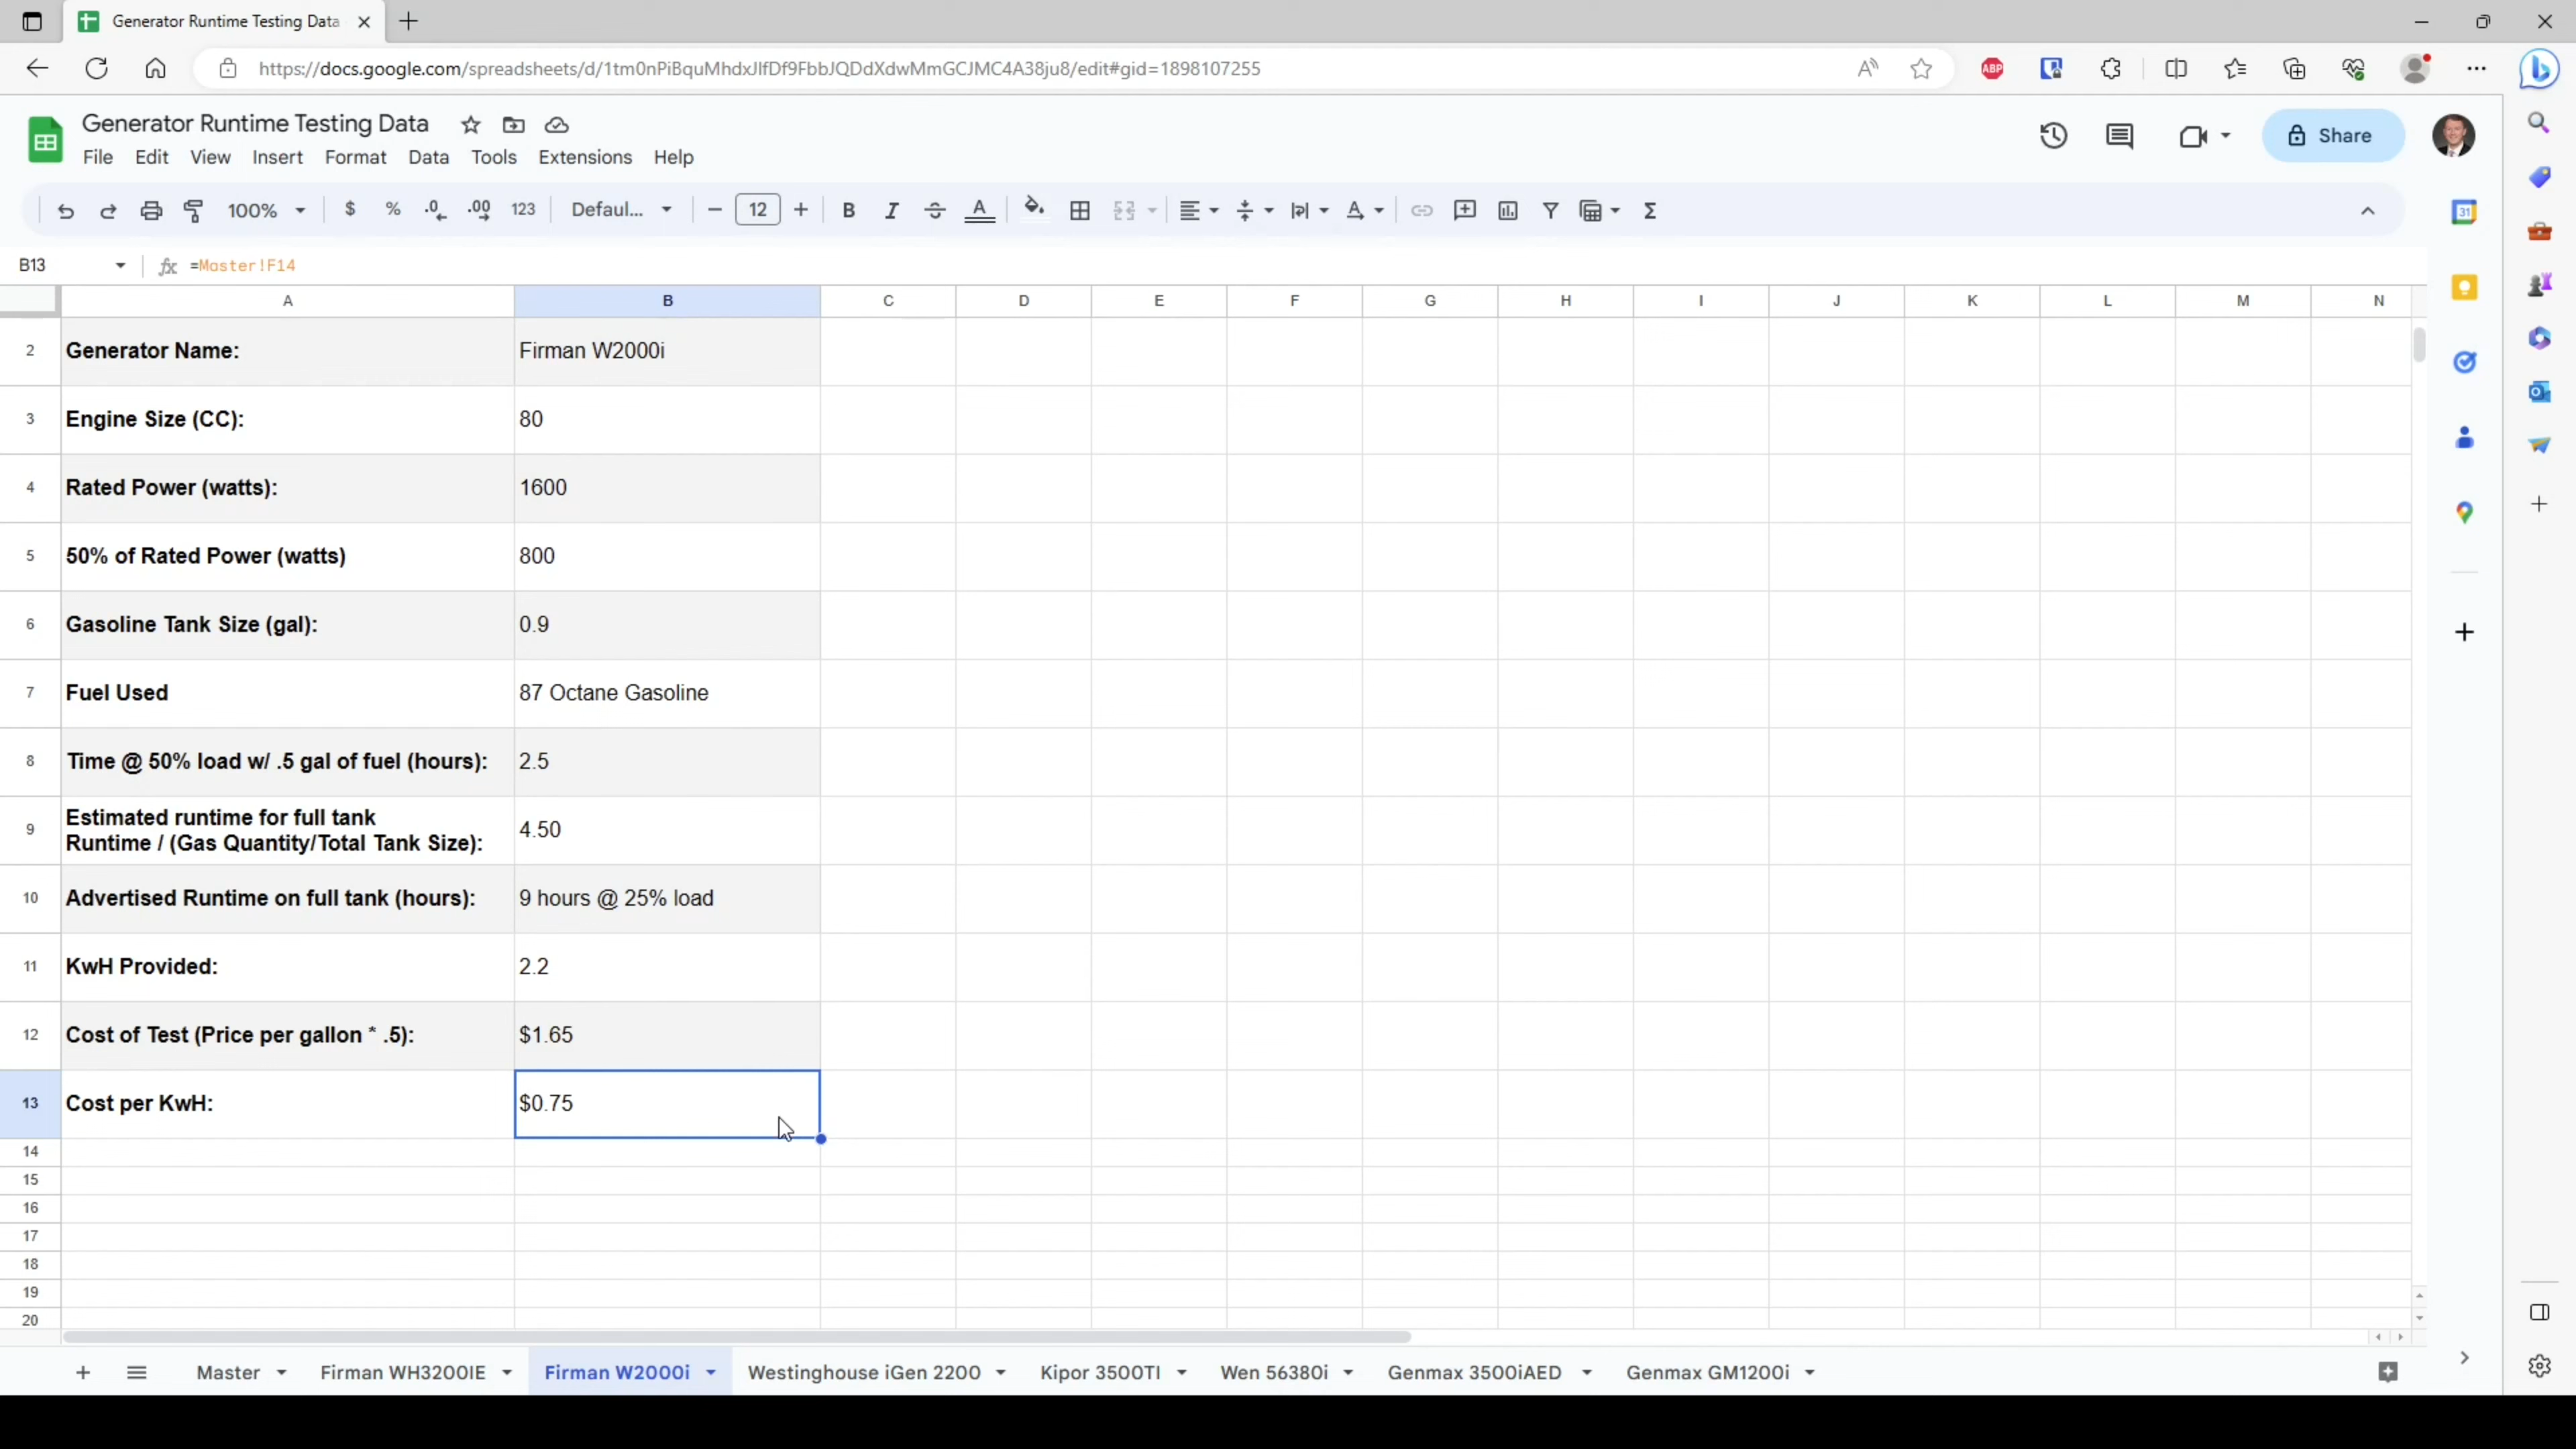 Generator Runtime Testing Data
https://docs.google.com/spreadsheets/d/1tm0nPiBquMhdxJlfDf9FbbJQDdXdwMmGCJMC4A38ju8/edit#gid=1898107255
ABP
Generator Runtime Testing Data
File Edit View Insert Format Data Tools Extensions Help
Share
100% $ % .0 .00 123 Defaul... 12 B I A A Σ
31
B13 fx =Master!F14
A B C D E F G H I J K L M N
2 Generator Name: Firman W2000i
3 Engine Size (CC): 80
4 Rated Power (watts): 1600
5 50% of Rated Power (watts) 800
6 Gasoline Tank Size (gal): 0.9
7 Fuel Used 87 Octane Gasoline
8 Time @ 50% load w/ .5 gal of fuel (hours): 2.5
Estimated runtime for full tank
9 Runtime / (Gas Quantity/Total Tank Size): 4.50
10 Advertised Runtime on full tank (hours): 9 hours @ 25% load
11 KwH Provided: 2.2
12 Cost of Test (Price per gallon * .5): $1.65
13 Cost per KwH: $0.75
14
15
16
17
18
19
20
Master Firman WH3200IE Firman W2000i Westinghouse iGen 2200 Kipor 3500TI Wen 56380i Genmax 3500iAED Genmax GM1200i